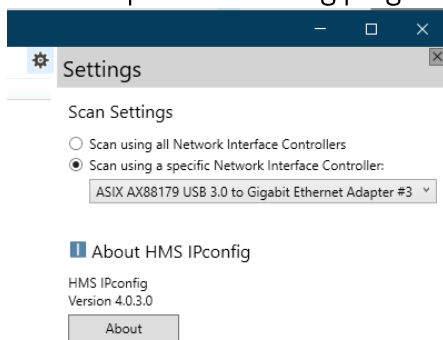 Settings
Scan Settings
Scan using all Network Interface Controllers
Scan using a specific Network Interface Controller:
ASIX AX88179 USB 3.0 to Gigabit Ethernet Adapter #3
About HMS IPconfig
HMS IPconfig
Version 4.0.3.0
About